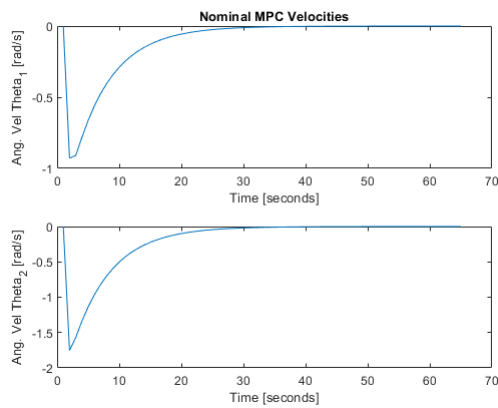 Nominal MPC Velocities
0
-0.5
-1
Ang. Vel Theta1 [rad/s]
0 10 20 30 40 50 60 70
Time [seconds]
0
-0.5
-1
-1.5
-2
Ang. Vel Theta2 [rad/s]
0 10 20 30 40 50 60 70
Time [seconds]